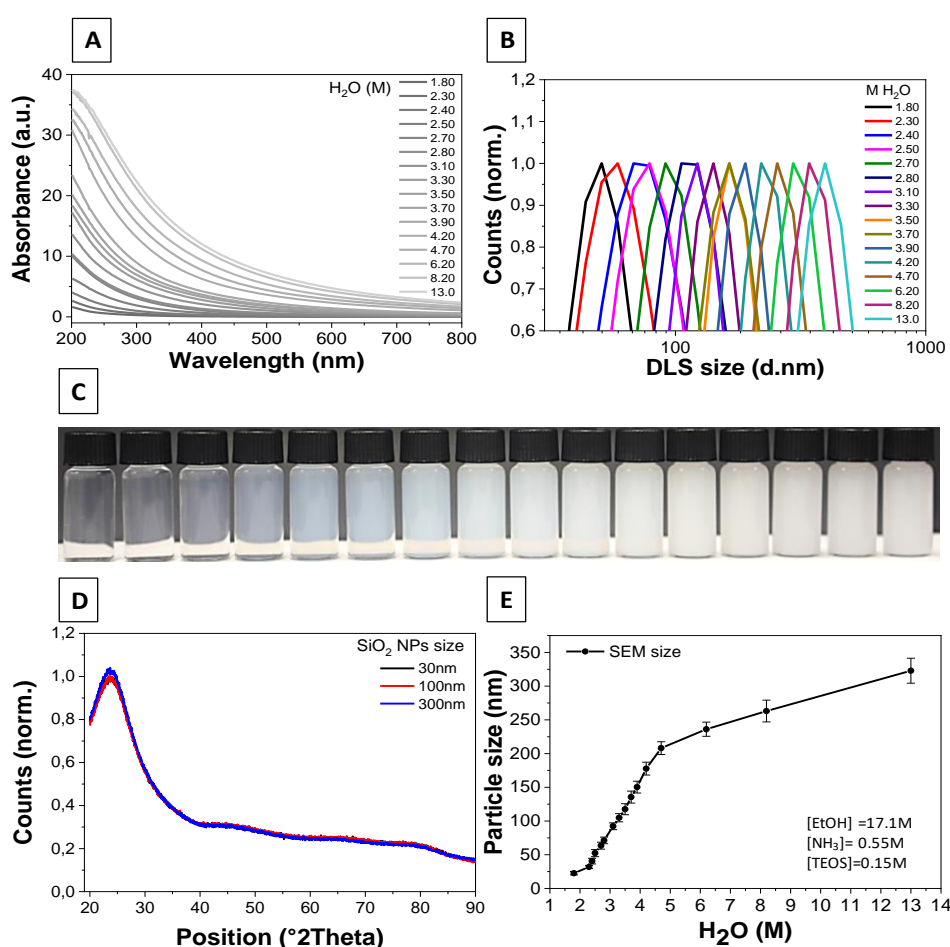 A
40
30
20
10
0
Absorbance (a.u.)
200 300 400 500 600 700 800
Wavelength (nm)
H₂O (M)
1.80
2.30
2.40
2.50
2.70
2.80
3.10
3.30
3.50
3.70
3.90
4.20
4.70
6.20
8.20
13.0
B
1,2
1,1
1,0
0,9
0,8
0,7
0,6
Counts (norm.)
100 1000
DLS size (d.nm)
M H₂O
1.80
2.30
2.40
2.50
2.70
2.80
3.10
3.30
3.50
3.70
3.90
4.20
4.70
6.20
8.20
13.0
C
D
1,2
1,0
0,8
0,6
0,4
0,2
0,0
Counts (norm.)
20 30 40 50 60 70 80 90
Position (°2Theta)
SiO₂ NPs size
30nm
100nm
300nm
E
350
300
250
200
150
100
50
0
Particle size (nm)
1 2 3 4 5 6 7 8 9 10 11 12 13 14
H₂O (M)
SEM size
[EtOH] =17.1M
[NH₃]= 0.55M
[TEOS]=0.15M